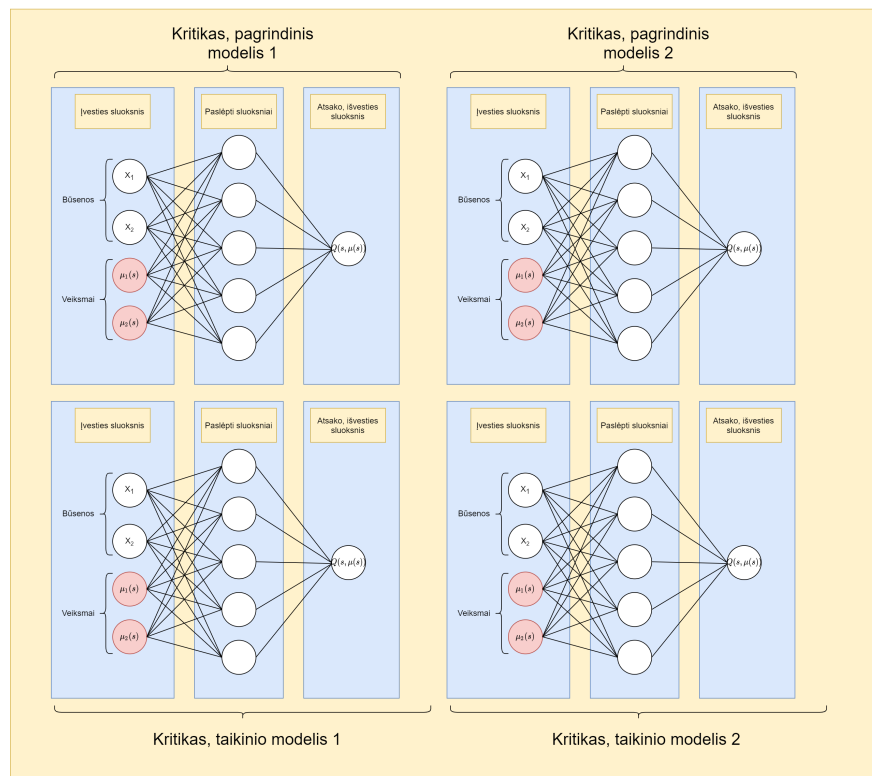 Kritikas, pagrindinis
modelis 1
Įvesties sluoksnis
Paslėpti sluoksniai
Atsako, išvesties
sluoksnis
Būsenos
X₁
X₂
Veiksmai
μ₁(s)
μ₂(s)
Q(s, μ(s))
Kritikas, pagrindinis
modelis 2
Įvesties sluoksnis
Paslėpti sluoksniai
Atsako, išvesties
sluoksnis
Būsenos
X₁
X₂
Veiksmai
μ₁(s)
μ₂(s)
Q(s, μ(s))
Įvesties sluoksnis
Paslėpti sluoksniai
Atsako, išvesties
sluoksnis
Būsenos
X₁
X₂
Veiksmai
μ₁(s)
μ₂(s)
Q(s, μ(s))
Kritikas, taikinio modelis 1
Įvesties sluoksnis
Paslėpti sluoksniai
Atsako, išvesties
sluoksnis
Būsenos
X₁
X₂
Veiksmai
μ₁(s)
μ₂(s)
Q(s, μ(s))
Kritikas, taikinio modelis 2